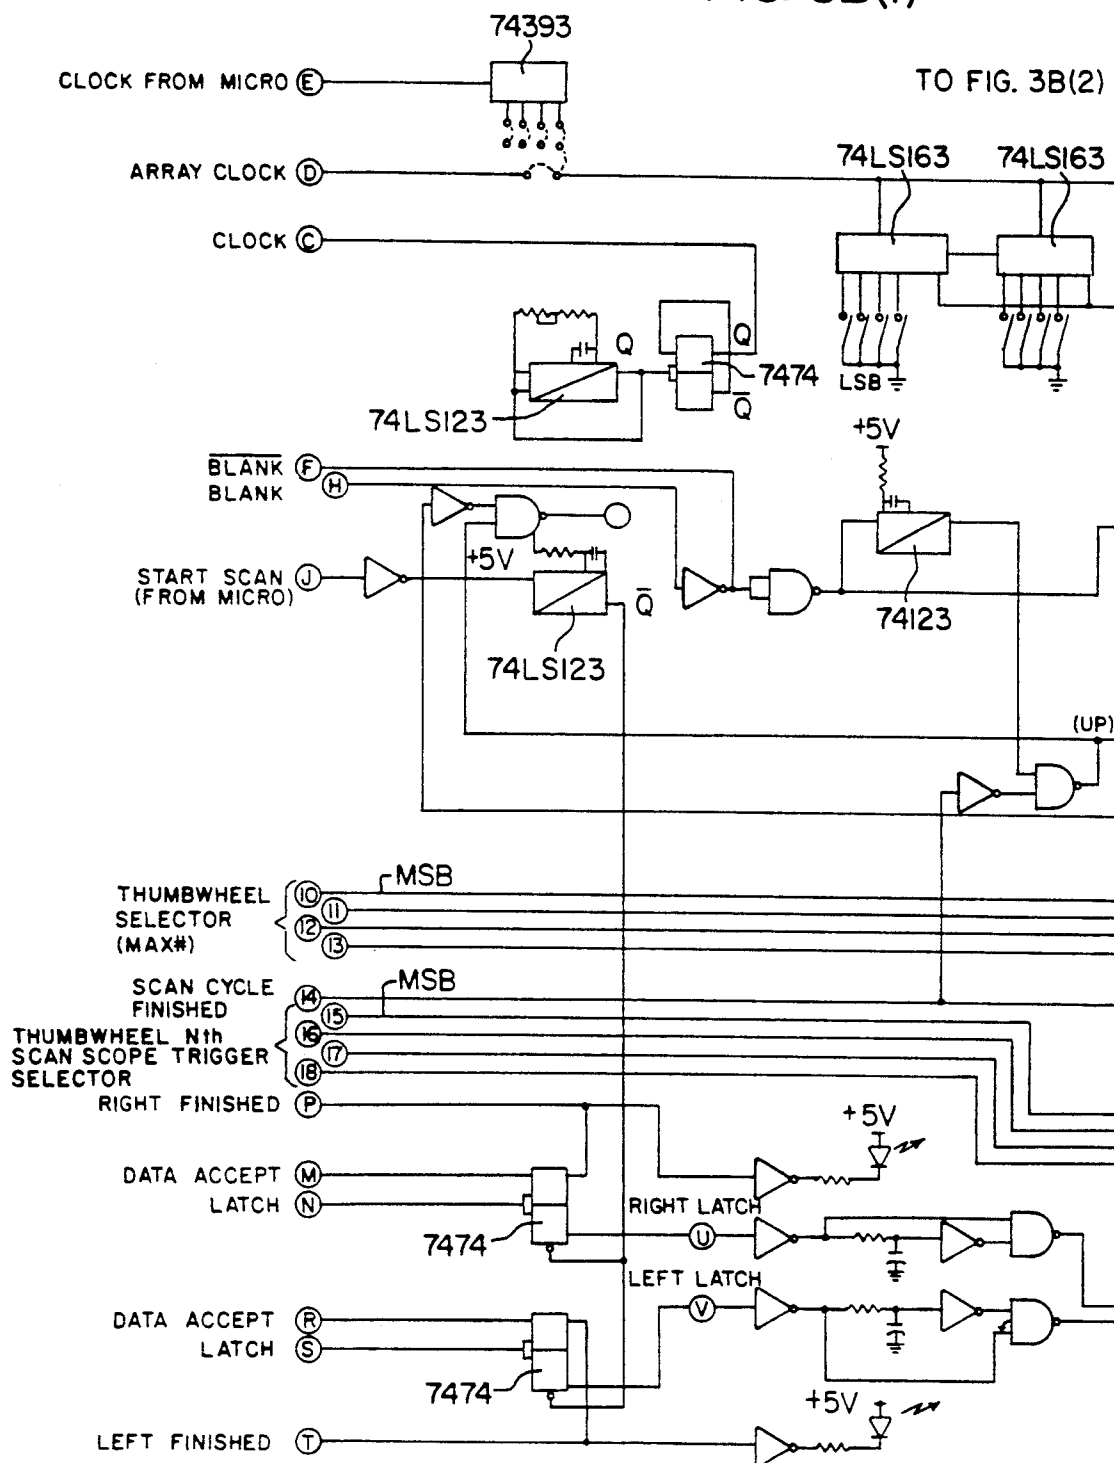 74393
CLOCK FROM MICRO E
TO FIG. 3B(2)
ARRAY CLOCK D
74LS163 74LS163
CLOCK C
Q
7474
LSB
Q̅
74LS123
+5V
B̅L̅A̅N̅K̅ F
BLANK H
+5V
START SCAN J
(FROM MICRO)
Q̅
74123
74LS123
(UP)
MSB
THUMBWHEEL 10
SELECTOR 11
(MAX#) 12
13
SCAN CYCLE 14 MSB
FINISHED 15
THUMBWHEEL Nth 16
SCAN SCOPE TRIGGER 17
SELECTOR 18
RIGHT FINISHED P
+5V
DATA ACCEPT M
LATCH N
RIGHT LATCH
U
7474
LEFT LATCH
V
DATA ACCEPT R
LATCH S
7474
+5V
LEFT FINISHED T